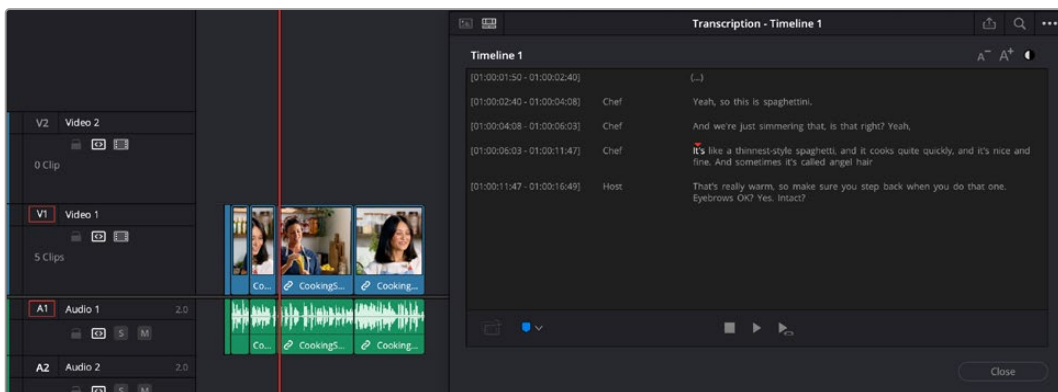 Transcription - Timeline 1
Timeline 1
A- A+
[01:00:01:50 - 01:00:02:40] (...)
[01:00:02:40 - 01:00:04:08] Chef Yeah, so this is spaghettini.
[01:00:04:08 - 01:00:06:03] Chef And we're just simmering that, is that right? Yeah,
[01:00:06:03 - 01:00:11:47] Chef It's like a thinnest-style spaghetti, and it cooks quite quickly, and it's nice and
fine. And sometimes it's called angel hair
[01:00:11:47 - 01:00:16:49] Host That's really warm, so make sure you step back when you do that one.
Eyebrows OK? Yes. Intact?
Close
V2 Video 2
0 Clip
V1 Video 1
5 Clips
Co... CookingS... Cooking...
A1 Audio 1 2.0
S M
Co... CookingS... Cooking...
A2 Audio 2 2.0
S M